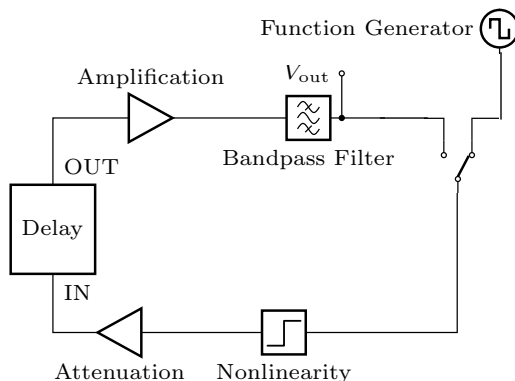 Function Generator
Amplification
V_out
Bandpass Filter
OUT
Delay
IN
Attenuation
Nonlinearity